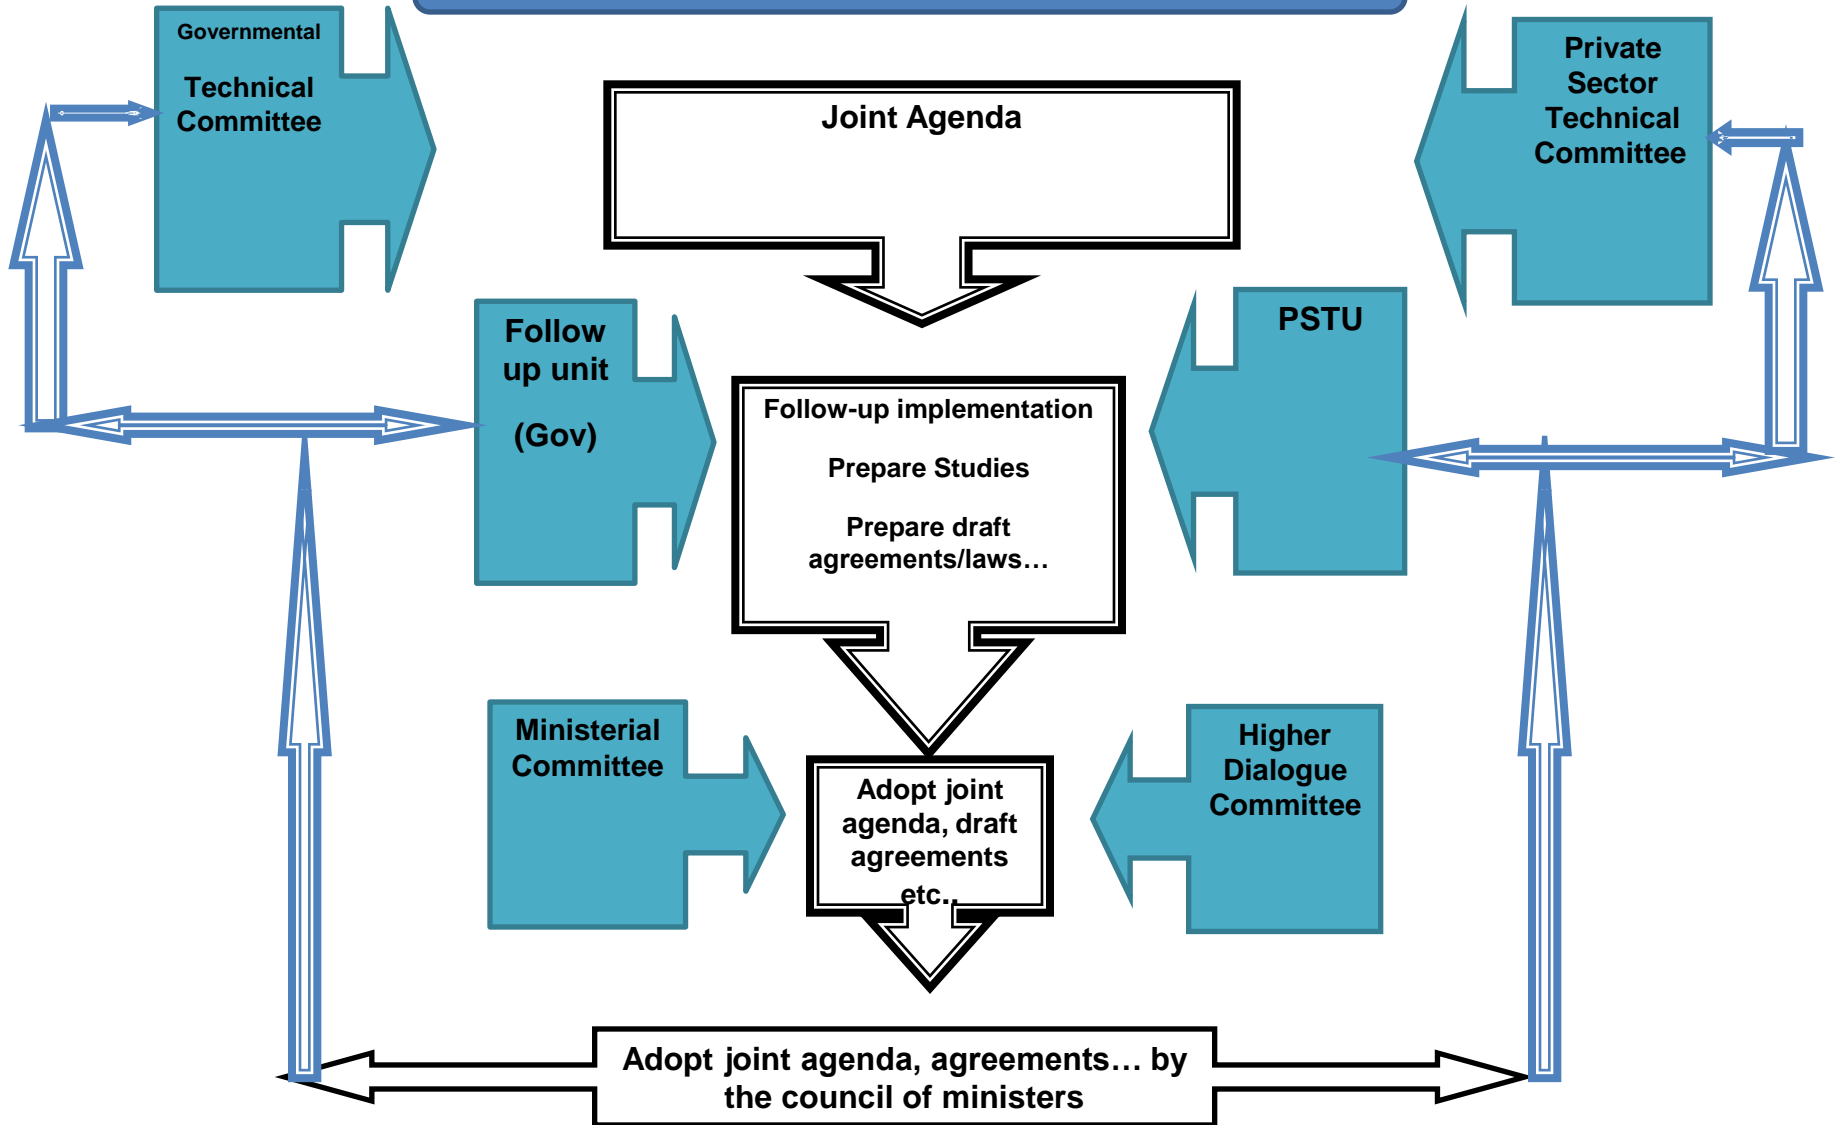 Governmental
Technical
Committee
Joint Agenda
Private
Sector
Technical
Committee
Follow
up unit
(Gov)
PSTU
Follow-up implementation
Prepare Studies
Prepare draft
agreements/laws…
Ministerial
Committee
Higher
Dialogue
Committee
Adopt joint
agenda, draft
agreements
etc..
Adopt joint agenda, agreements… by
the council of ministers